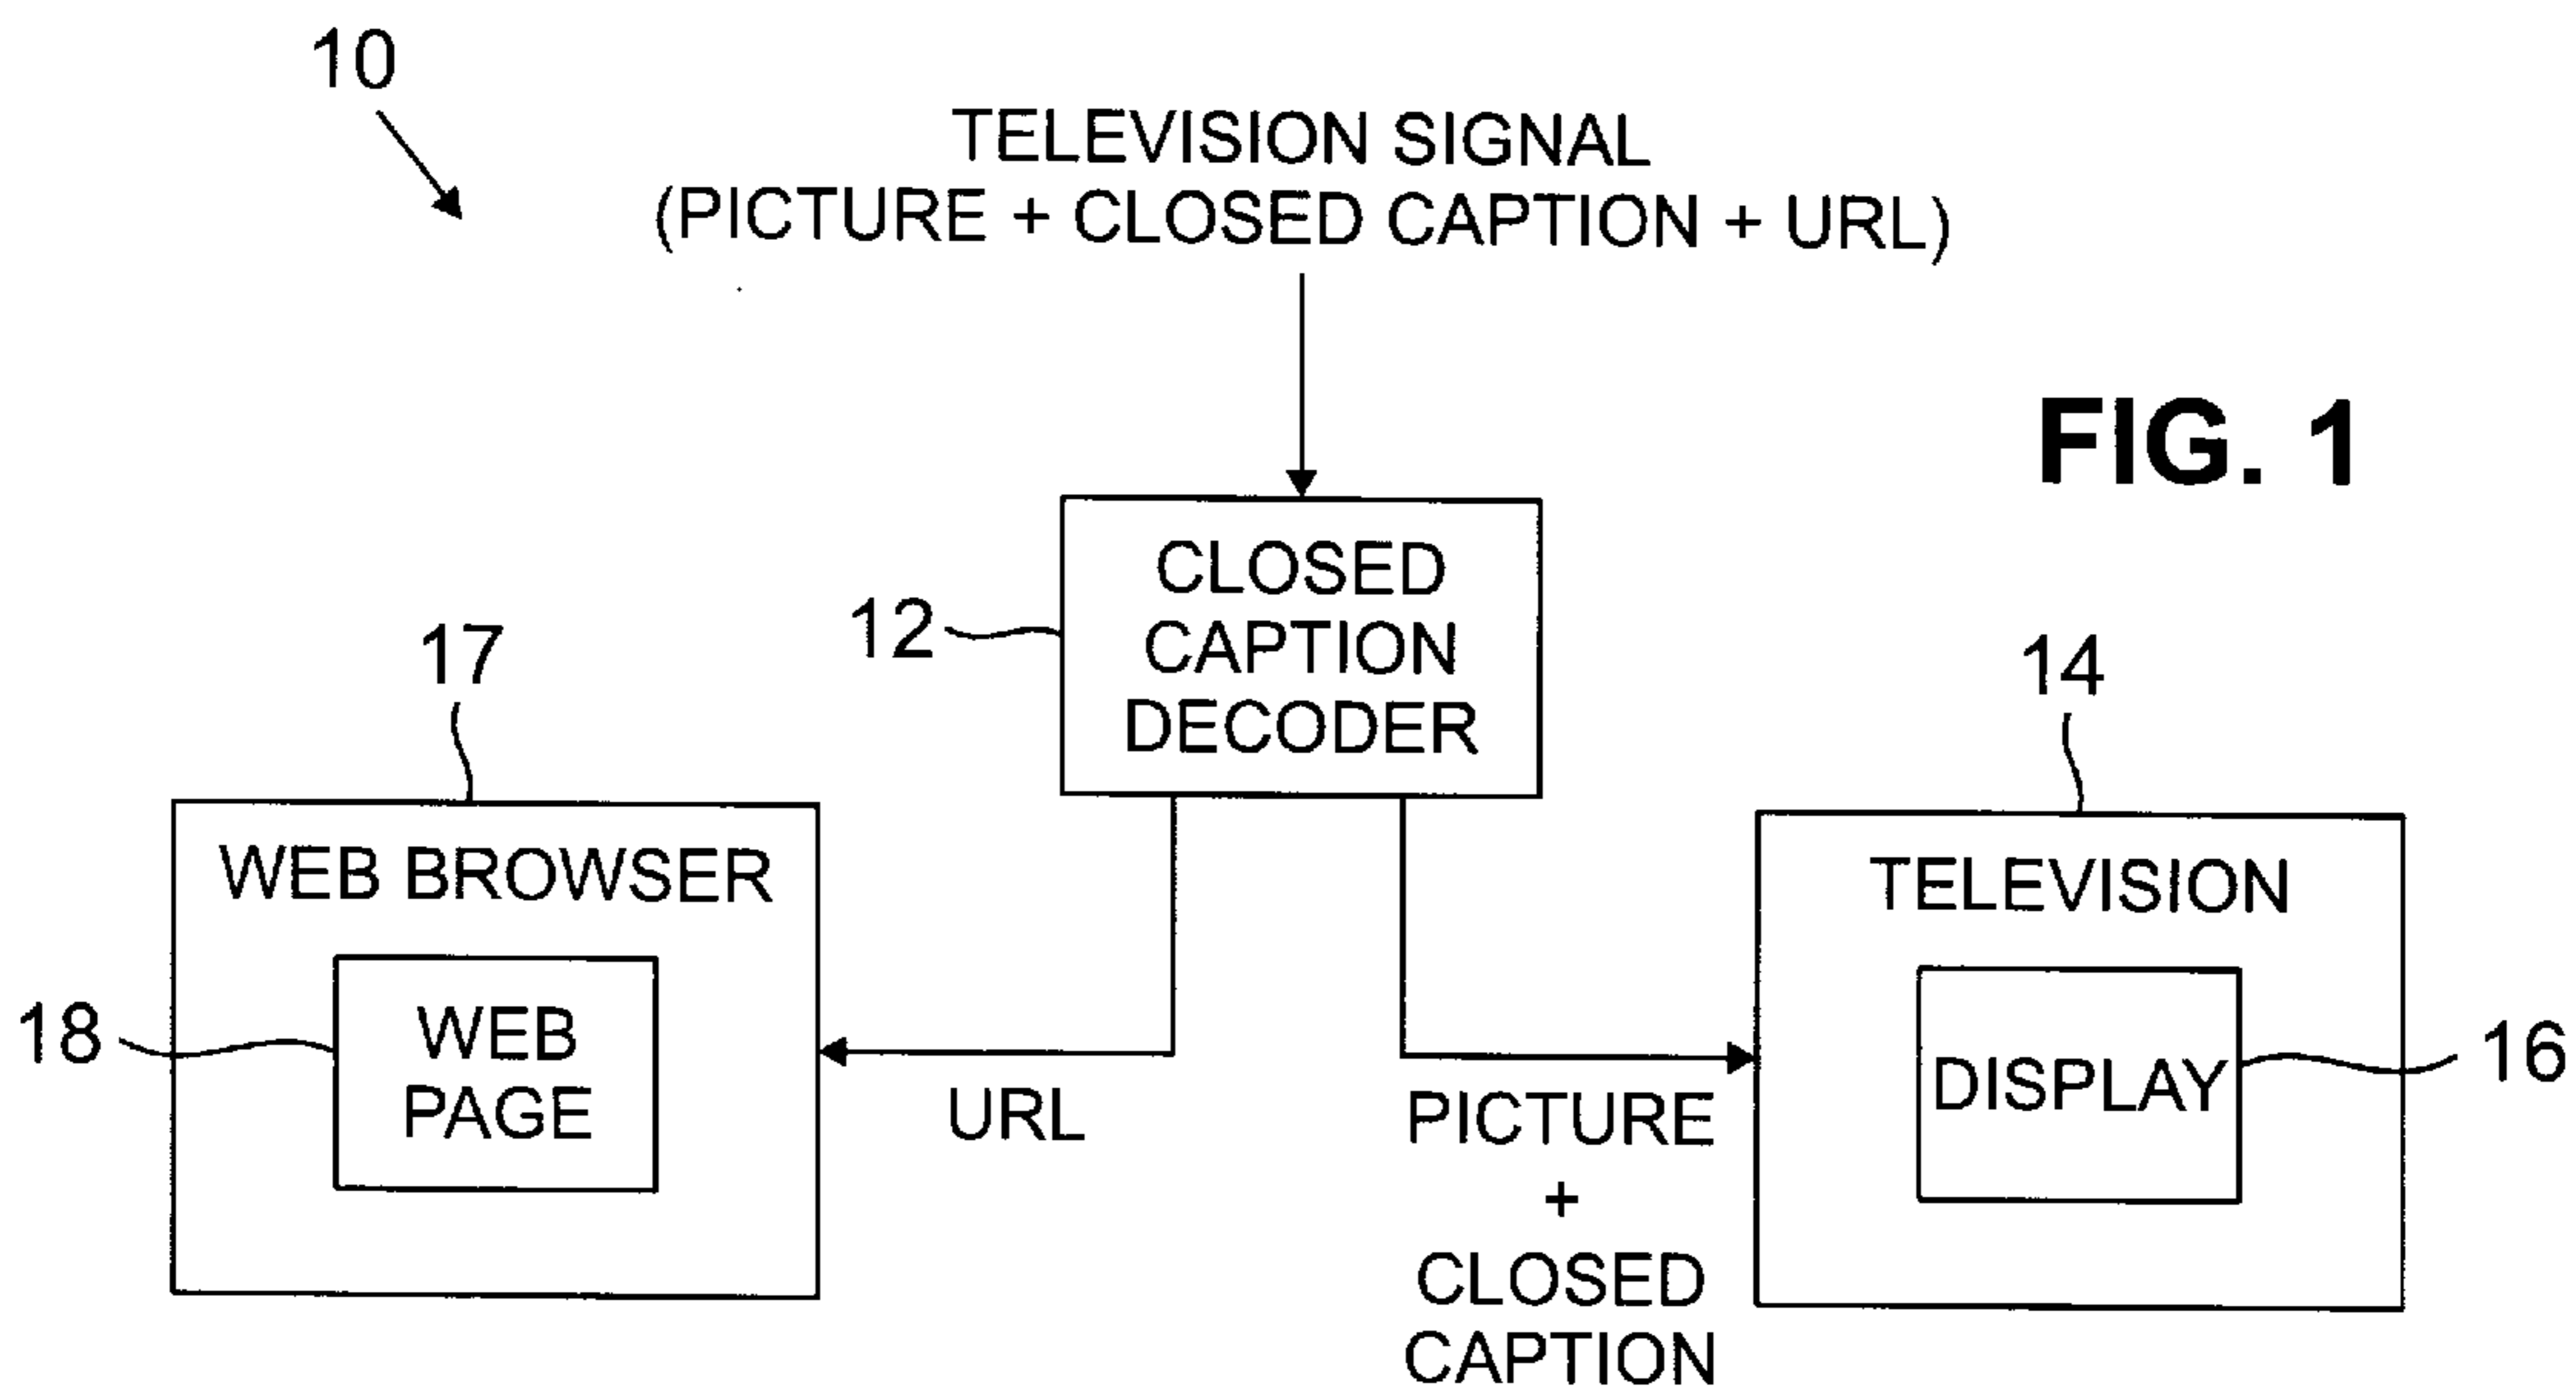 10
TELEVISION SIGNAL
(PICTURE + CLOSED CAPTION + URL)
FIG. 1
CLOSED
CAPTION
DECODER
12
17
14
WEB BROWSER
TELEVISION
18
WEB
PAGE
URL
PICTURE
+
CLOSED
CAPTION
DISPLAY
16